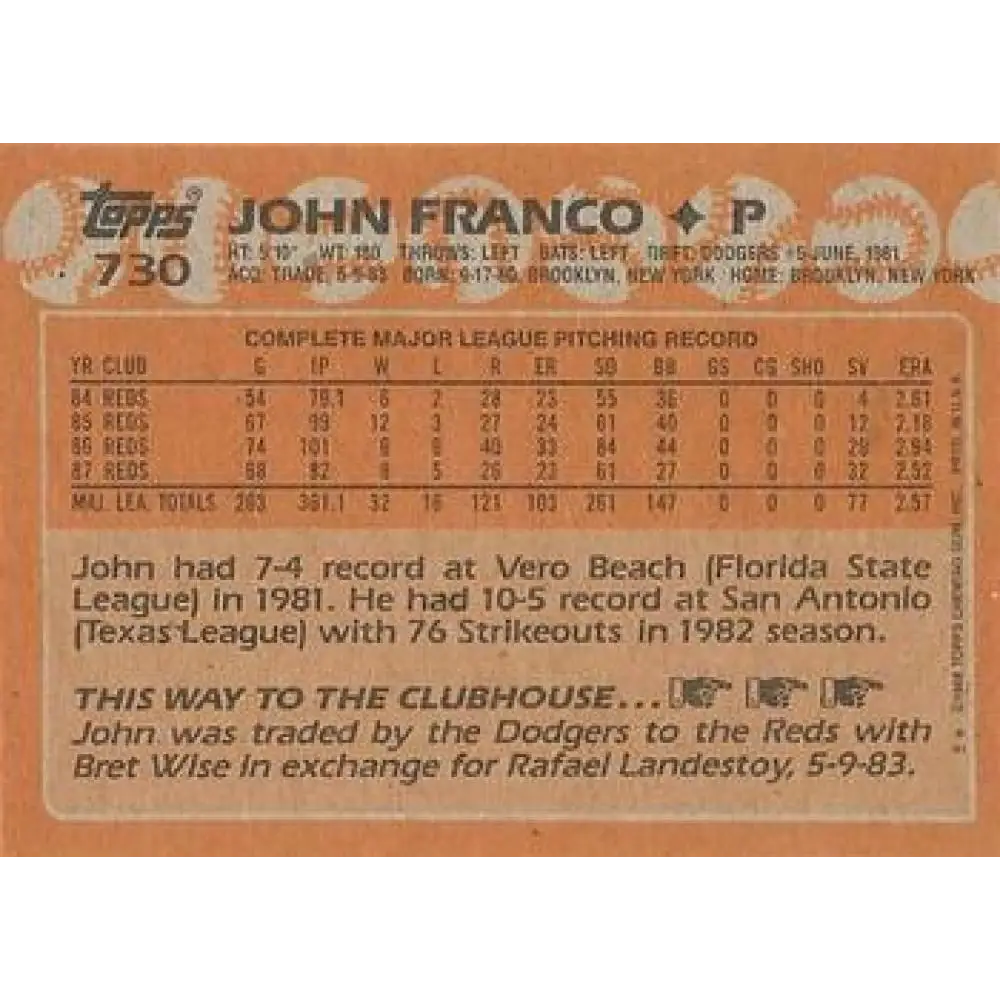 topps®
730
JOHN FRANCO ✦ P
HT: 5'10" WT: 180 THROWS: LEFT BATS: LEFT DRFT: DODGERS #5-JUNE, 1981
ACQ: TRADE, 5-9-83 BORN: 9-17-60, BROOKLYN, NEW YORK HOME: BROOKLYN, NEW YORK
COMPLETE MAJOR LEAGUE PITCHING RECORD
YR CLUB G IP W L R ER SO BB GS CG SHO SV ERA
84 REDS 54 79.1 6 2 28 23 55 36 0 0 0 4 2.61
85 REDS 67 99 12 3 27 24 61 40 0 0 0 12 2.18
86 REDS 74 101 6 6 40 33 84 44 0 0 0 29 2.94
87 REDS 68 82 8 5 26 23 61 27 0 0 0 32 2.52
MAJ. LEA. TOTALS 263 361.1 32 16 121 103 261 147 0 0 0 77 2.57
John had 7-4 record at Vero Beach (Florida State
League) in 1981. He had 10-5 record at San Antonio
(Texas League) with 76 Strikeouts in 1982 season.
THIS WAY TO THE CLUBHOUSE...
John was traded by the Dodgers to the Reds with
Bret Wise in exchange for Rafael Landestoy, 5-9-83.
TOPPS CHEWING GUM, INC. PRTD. IN U.S.A.